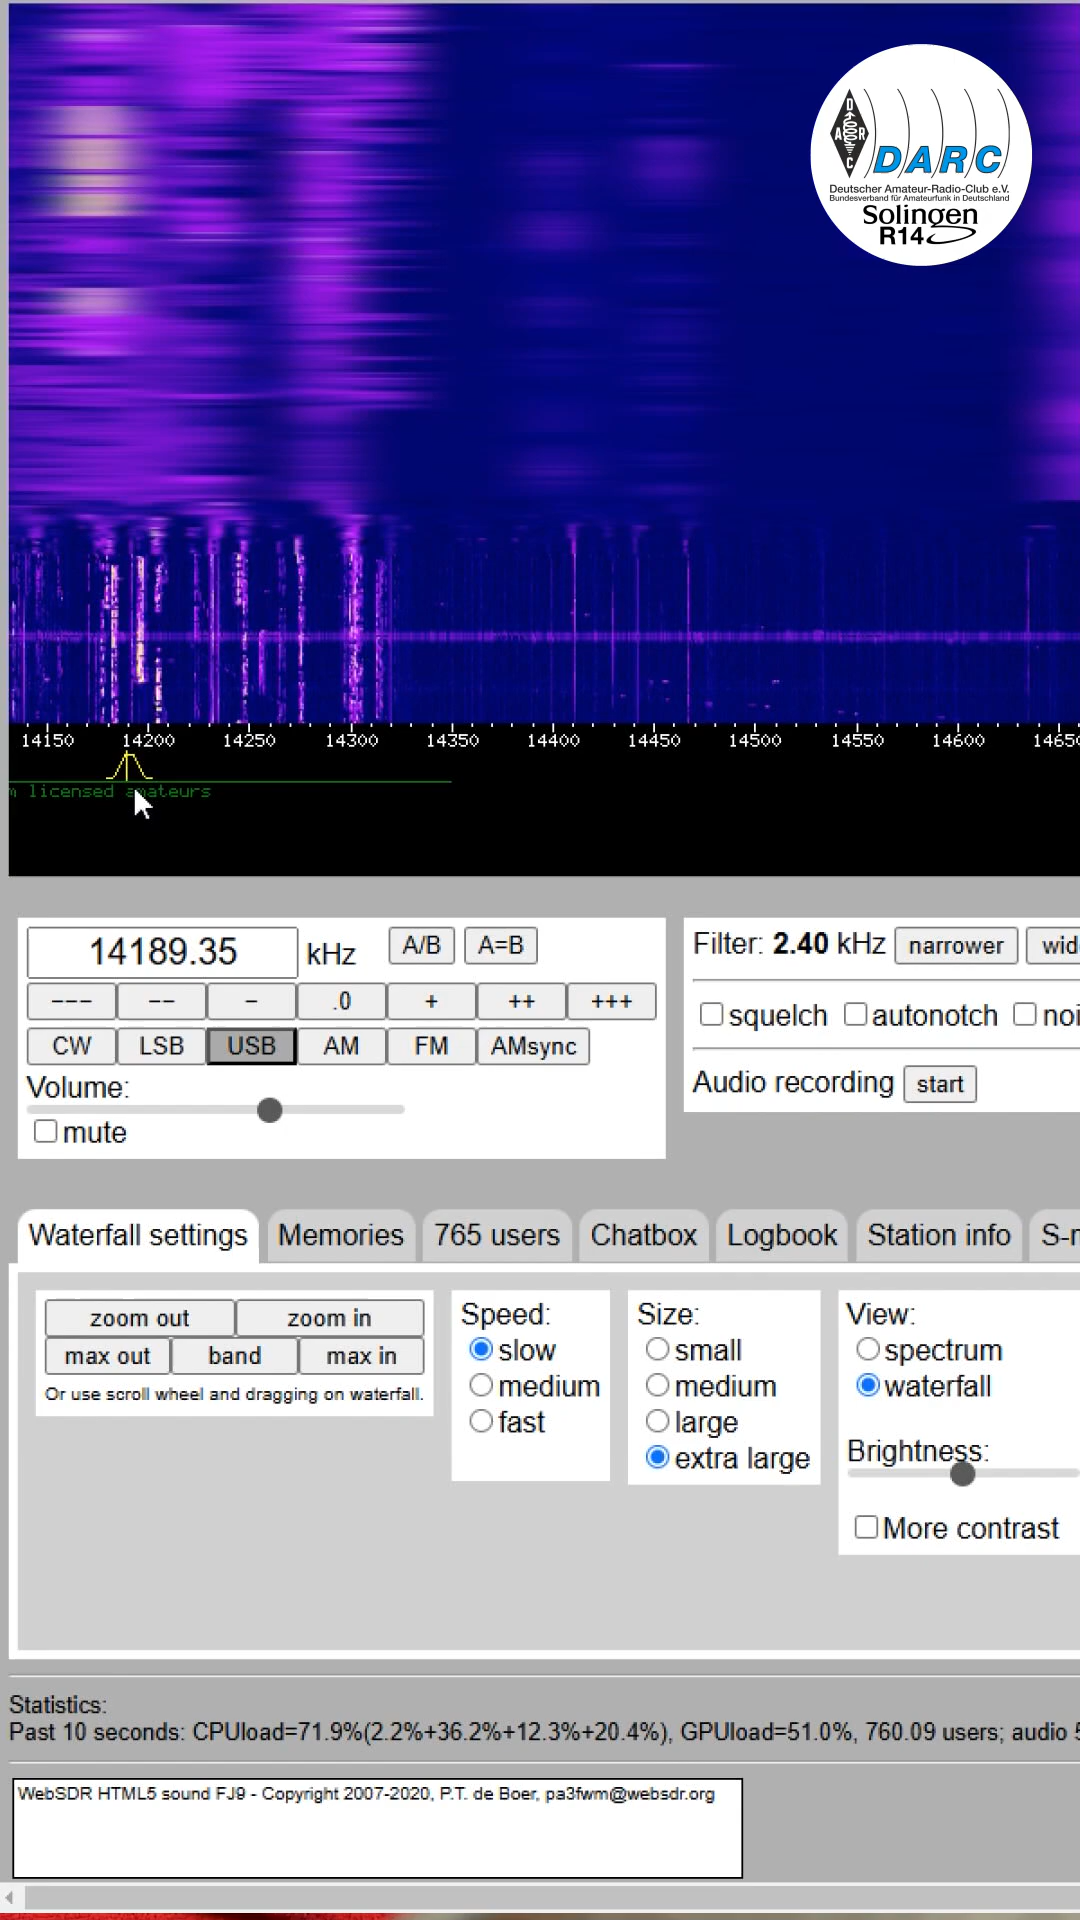 D
A R
C
DARC
Deutscher Amateur-Radio-Club e.V.
Bundesverband für Amateurfunk in Deutschland
Solingen
R14
14150 14200 14250 14300 14350 14400 14450 14500 14550 14600 1465
m licensed amateurs
14189.35 kHz A/B A=B
--- -- - .0 + ++ +++
CW LSB USB AM FM AMsync
Volume:
mute
Filter: 2.40 kHz narrower wid
squelch autonotch noi
Audio recording start
Waterfall settings Memories 765 users Chatbox Logbook Station info S-
zoom out zoom in
max out band max in
Or use scroll wheel and dragging on waterfall.
Speed:
slow
medium
fast
Size:
small
medium
large
extra large
View:
spectrum
waterfall
Brightness:
More contrast
Statistics:
Past 10 seconds: CPUload=71.9%(2.2%+36.2%+12.3%+20.4%), GPUload=51.0%, 760.09 users; audio 5
WebSDR HTML5 sound FJ9 - Copyright 2007-2020, P.T. de Boer, pa3fwm@websdr.org